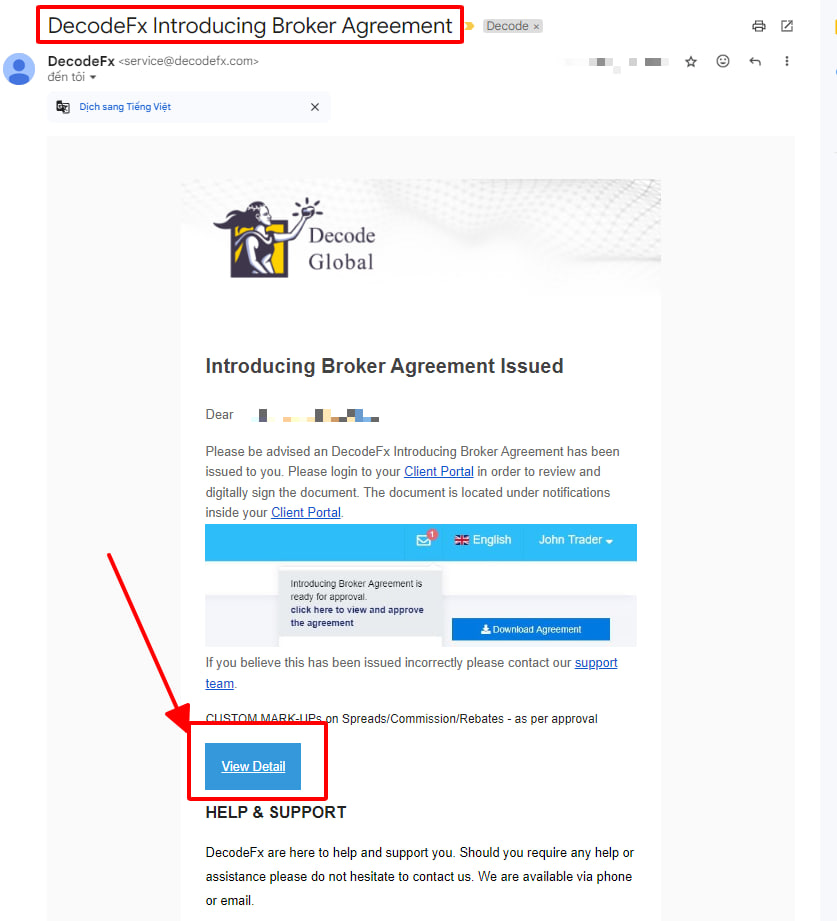 DecodeFx Introducing Broker Agreement
Decode ×
DecodeFx <service@decodefx.com>
đến tôi
Dịch sang Tiếng Việt
Decode
Global
Introducing Broker Agreement Issued
Dear
Please be advised an DecodeFx Introducing Broker Agreement has been
issued to you. Please login to your Client Portal in order to review and
digitally sign the document. The document is located under notifications
inside your Client Portal.
1 English John Trader
Introducing Broker Agreement is
ready for approval.
click here to view and approve
the agreement
Download Agreement
If you believe this has been issued incorrectly please contact our support
team.
CUSTOM MARK-UPs on Spreads/Commission/Rebates - as per approval
View Detail
HELP & SUPPORT
DecodeFx are here to help and support you. Should you require any help or
assistance please do not hesitate to contact us. We are available via phone
or email.